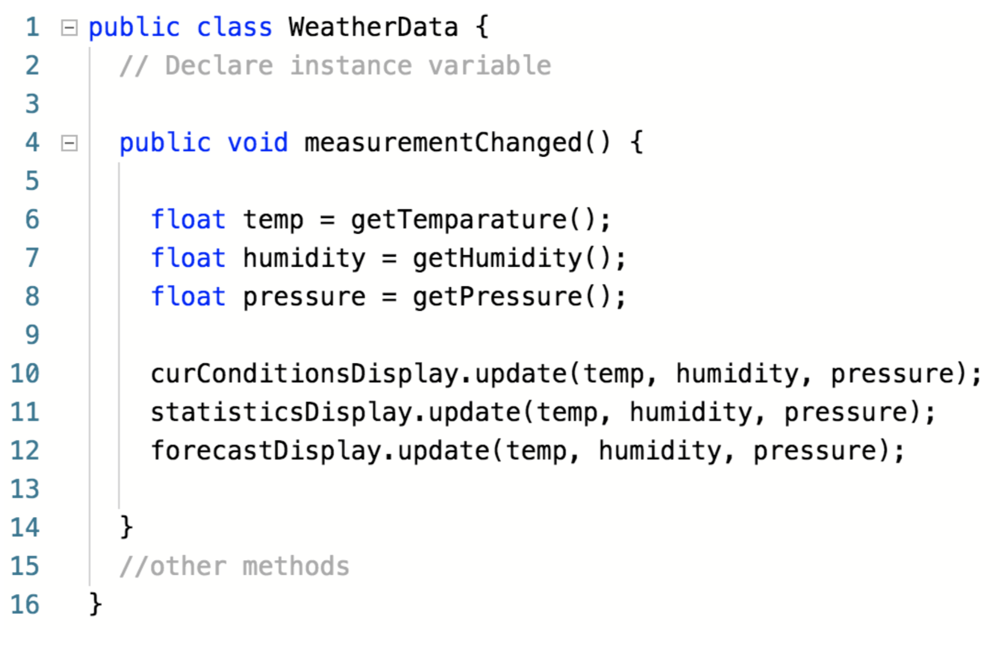 1 public class WeatherData {
2 // Declare instance variable
3
4 public void measurementChanged() {
5
6 float temp = getTemparature();
7 float humidity = getHumidity();
8 float pressure = getPressure();
9
10 curConditionsDisplay.update(temp, humidity, pressure);
11 statisticsDisplay.update(temp, humidity, pressure);
12 forecastDisplay.update(temp, humidity, pressure);
13
14 }
15 //other methods
16 }